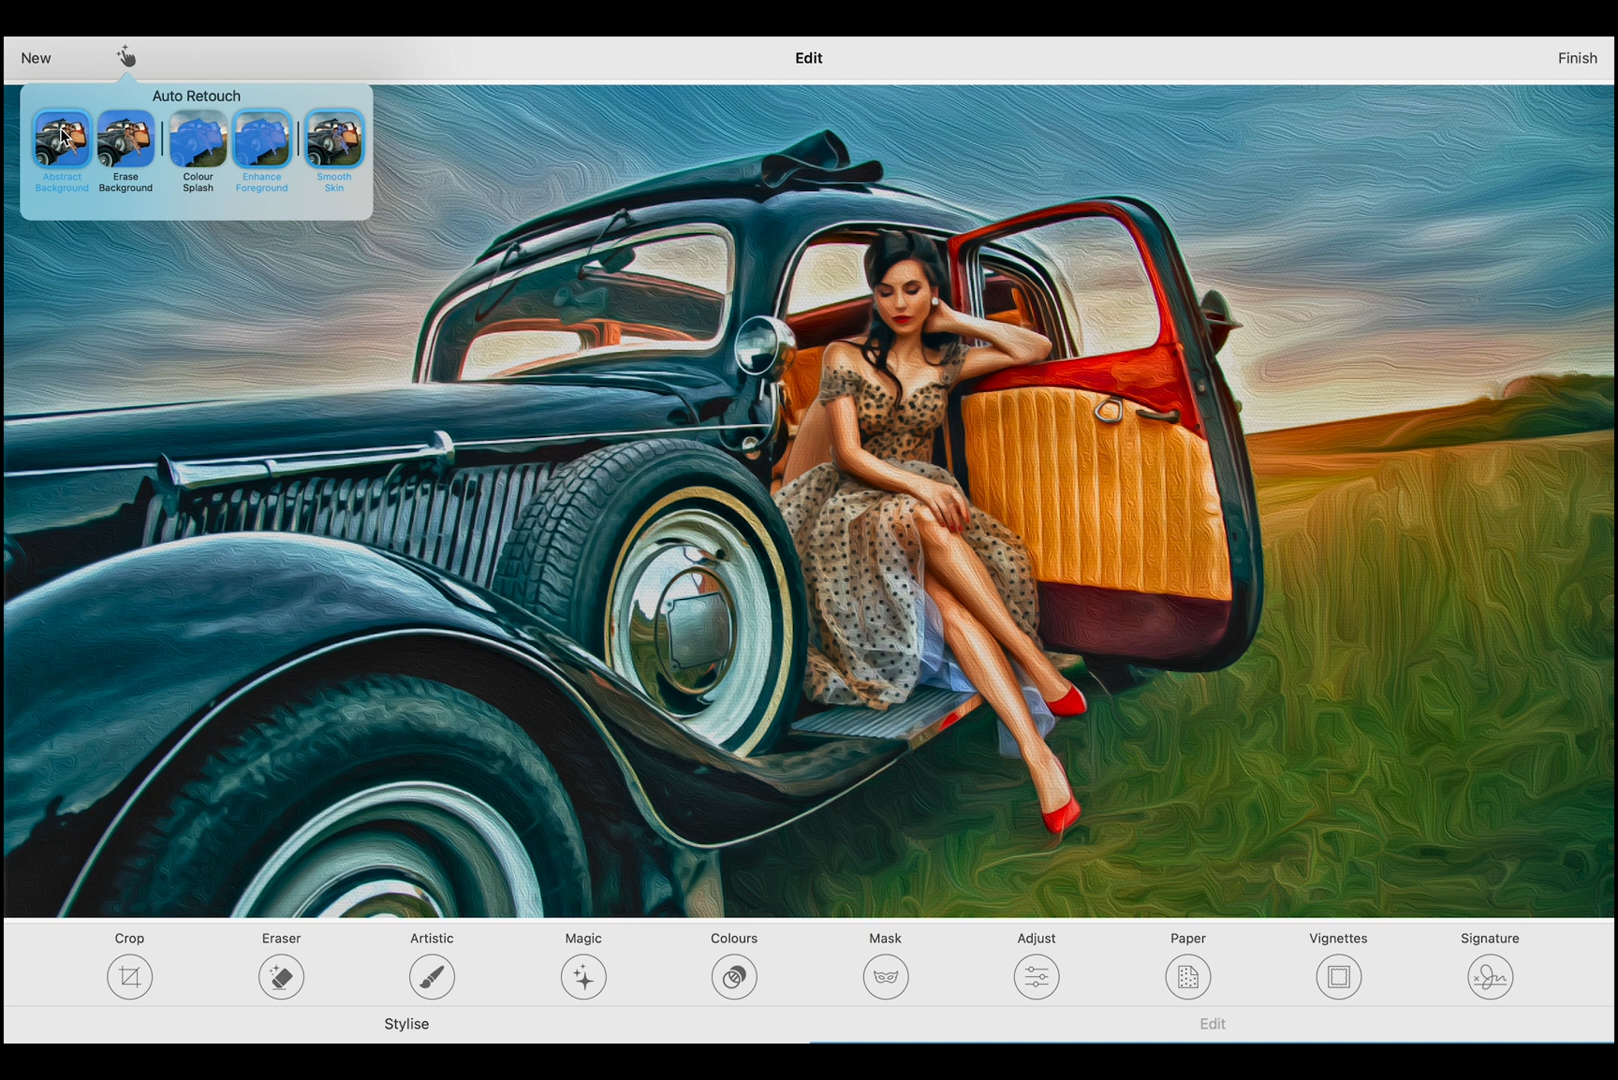 New
Edit
Finish
Auto Retouch
Abstract
Background
Erase
Background
Colour
Splash
Enhance
Foreground
Smooth
Skin
Crop
Eraser
Artistic
Magic
Colours
Mask
Adjust
Paper
Vignettes
Signature
Stylise
Edit